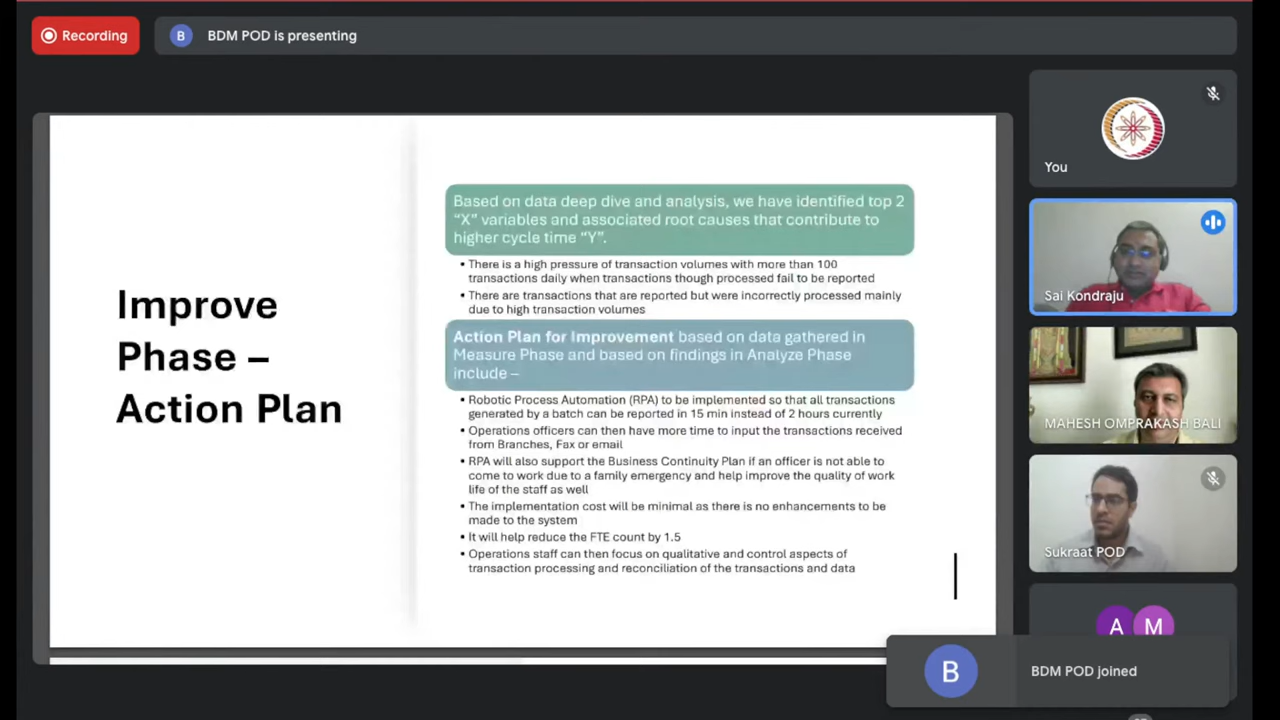 Recording
B
BDM POD is presenting
Improve
Phase –
Action Plan
Based on data deep dive and analysis, we have identified top 2
“X” variables and associated root causes that contribute to
higher cycle time “Y”.
• There is a high pressure of transaction volumes with more than 100
transactions daily when transactions though processed fail to be reported
• There are transactions that are reported but were incorrectly processed mainly
due to high transaction volumes
Action Plan for Improvement based on data gathered in
Measure Phase and based on findings in Analyze Phase
include –
• Robotic Process Automation (RPA) to be implemented so that all transactions
generated by a batch can be reported in 15 min instead of 2 hours currently
• Operations officers can then have more time to input the transactions received
from Branches, Fax or email
• RPA will also support the Business Continuity Plan if an officer is not able to
come to work due to a family emergency and help improve the quality of work
life of the staff as well
• The implementation cost will be minimal as there is no enhancements to be
made to the system
• It will help reduce the FTE count by 1.5
• Operations staff can then focus on qualitative and control aspects of
transaction processing and reconciliation of the transactions and data
You
Sai Kondraju
MAHESH OMPRAKASH BALI
Sukraat POD
A
M
B
BDM POD joined